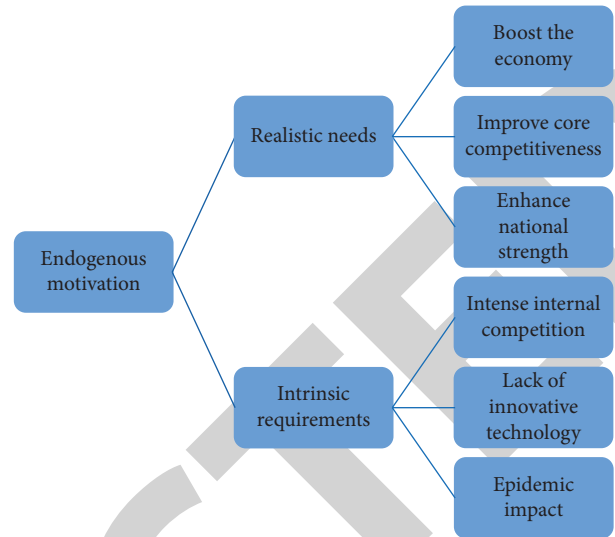 Endogenous
motivation
Realistic needs
Boost the
economy
Improve core
competitiveness
Enhance
national
strength
Intrinsic
requirements
Intense internal
competition
Lack of
innovative
technology
Epidemic
impact